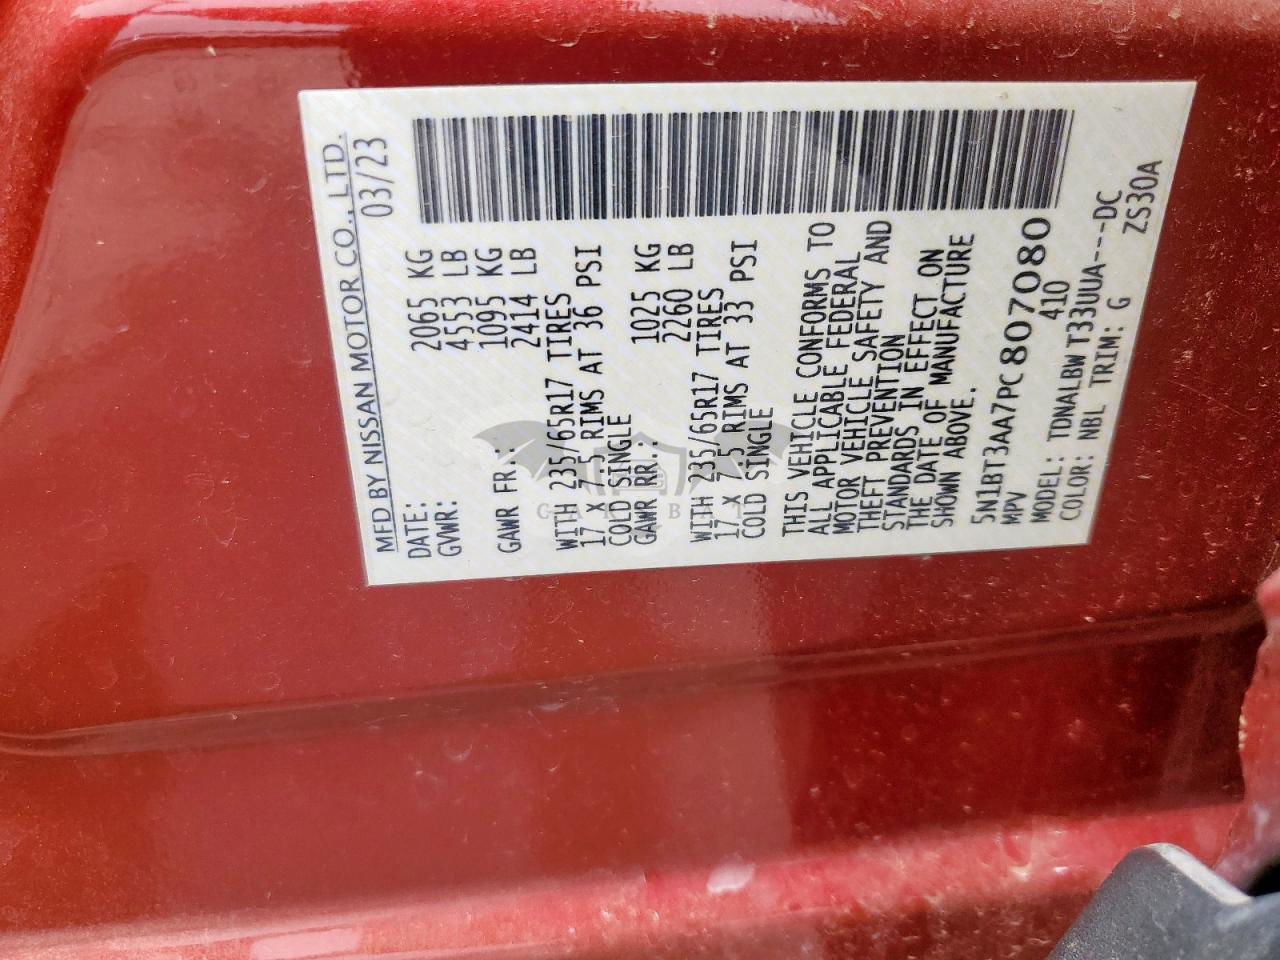 MFD BY NISSAN MOTOR CO., LTD.
DATE: 03/23
GVWR: 2065 KG
4553 LB
GAWR FR.: 1095 KG
2414 LB
WITH 235/65R17 TIRES
17 X 7.5 RIMS AT 36 PSI
COLD SINGLE
GAWR RR.: 1025 KG
2260 LB
WITH 235/65R17 TIRES
17 X 7.5 RIMS AT 33 PSI
COLD SINGLE
THIS VEHICLE CONFORMS TO
ALL APPLICABLE FEDERAL
MOTOR VEHICLE SAFETY AND
THEFT PREVENTION
STANDARDS IN EFFECT ON
THE DATE OF MANUFACTURE
SHOWN ABOVE.
5N1BT3AA7PC807080
MPV 410
MODEL: TDNALBW T33UUA---DC
COLOR: NBL TRIM: G ZS30A